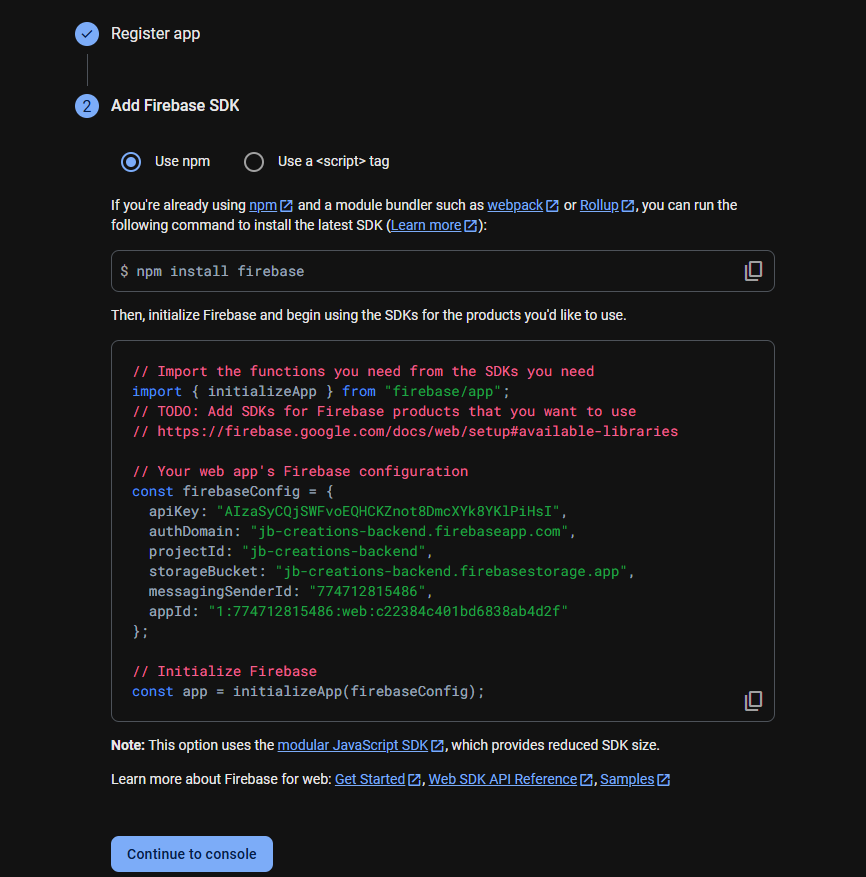 Register app
2 Add Firebase SDK
Use npm Use a <script> tag
If you're already using npm and a module bundler such as webpack or Rollup, you can run the
following command to install the latest SDK (Learn more):
$ npm install firebase
Then, initialize Firebase and begin using the SDKs for the products you'd like to use.
// Import the functions you need from the SDKs you need
import { initializeApp } from "firebase/app";
// TODO: Add SDKs for Firebase products that you want to use
// https://firebase.google.com/docs/web/setup#available-libraries
// Your web app's Firebase configuration
const firebaseConfig = {
apiKey: "AIzaSyCQjSWFvoEQHCKZnot8DmcXYk8YKlPiHsI",
authDomain: "jb-creations-backend.firebaseapp.com",
projectId: "jb-creations-backend",
storageBucket: "jb-creations-backend.firebasestorage.app",
messagingSenderId: "774712815486",
appId: "1:774712815486:web:c22384c401bd6838ab4d2f"
};
// Initialize Firebase
const app = initializeApp(firebaseConfig);
Note: This option uses the modular JavaScript SDK, which provides reduced SDK size.
Learn more about Firebase for web: Get Started, Web SDK API Reference, Samples
Continue to console